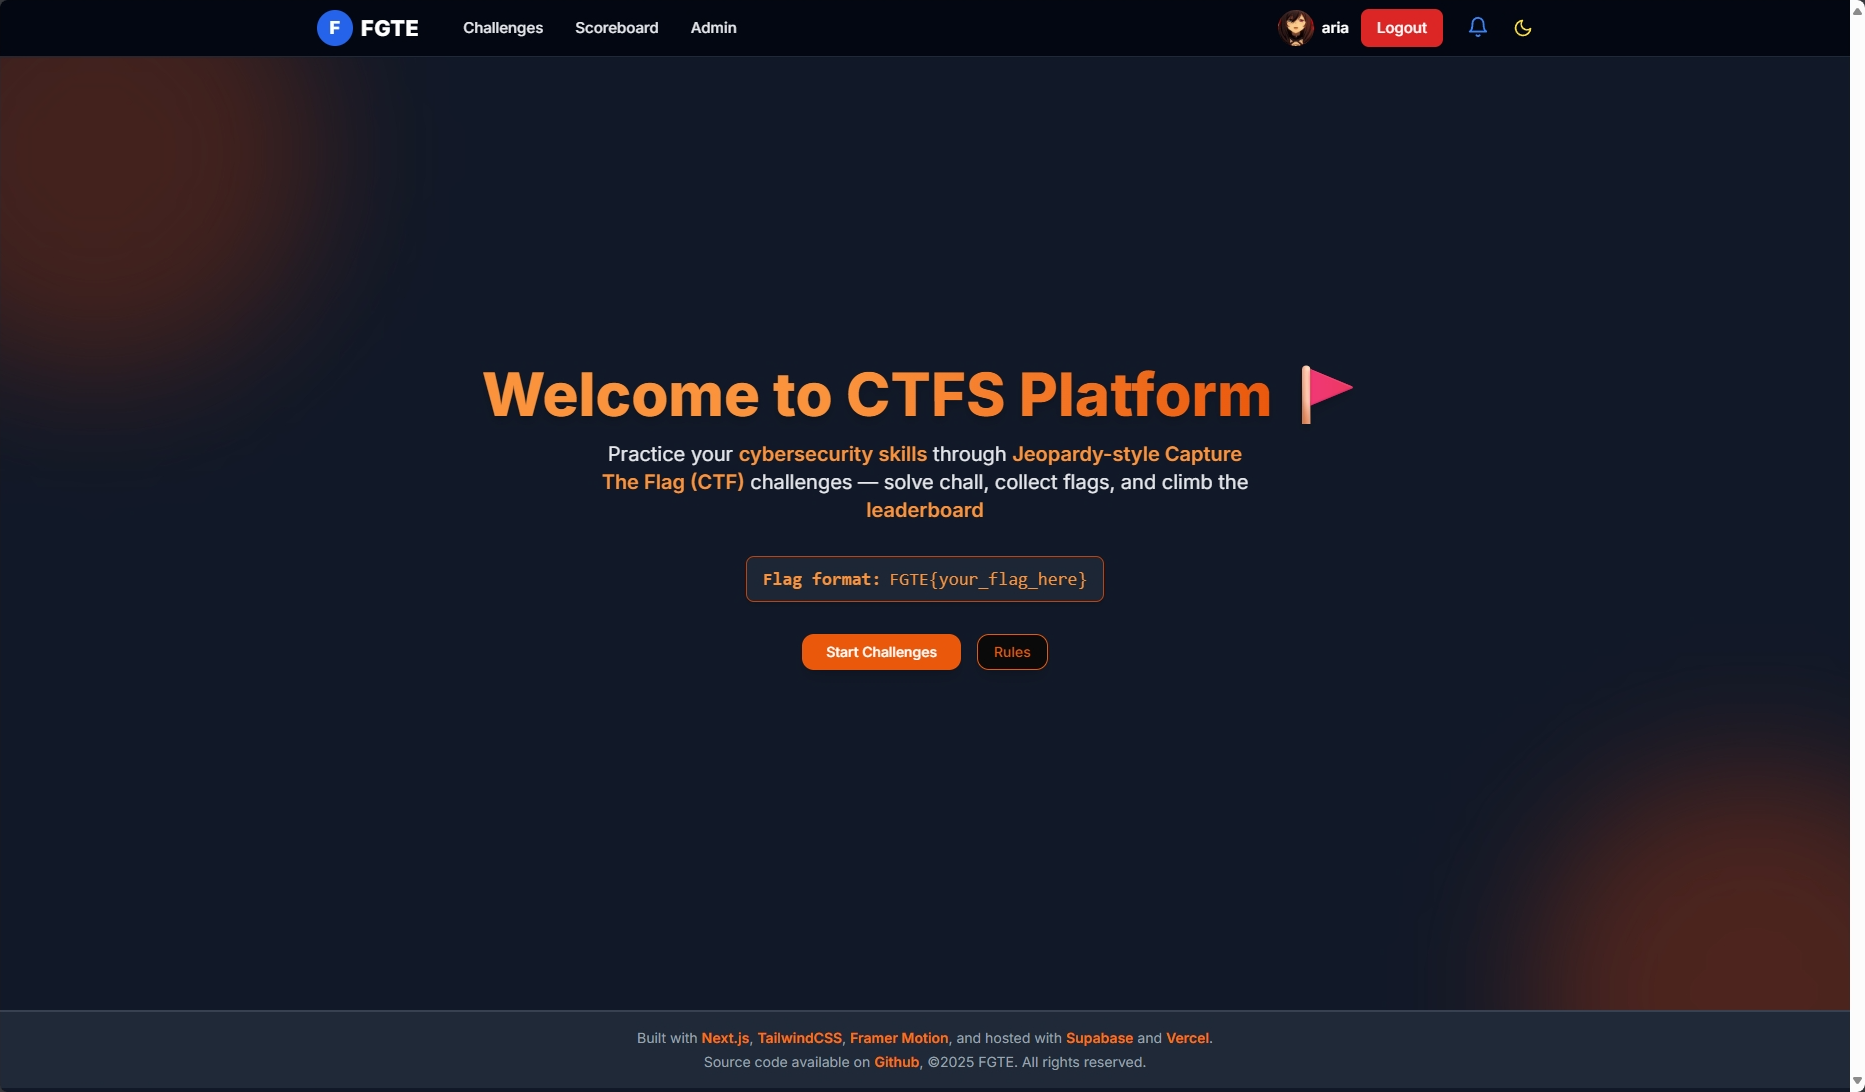 F FGTE Challenges Scoreboard Admin aria Logout
Welcome to CTFS Platform
Practice your cybersecurity skills through Jeopardy-style Capture
The Flag (CTF) challenges — solve chall, collect flags, and climb the
leaderboard
Flag format: FGTE{your_flag_here}
Start Challenges Rules
Built with Next.js, TailwindCSS, Framer Motion, and hosted with Supabase and Vercel.
Source code available on Github, ©2025 FGTE. All rights reserved.